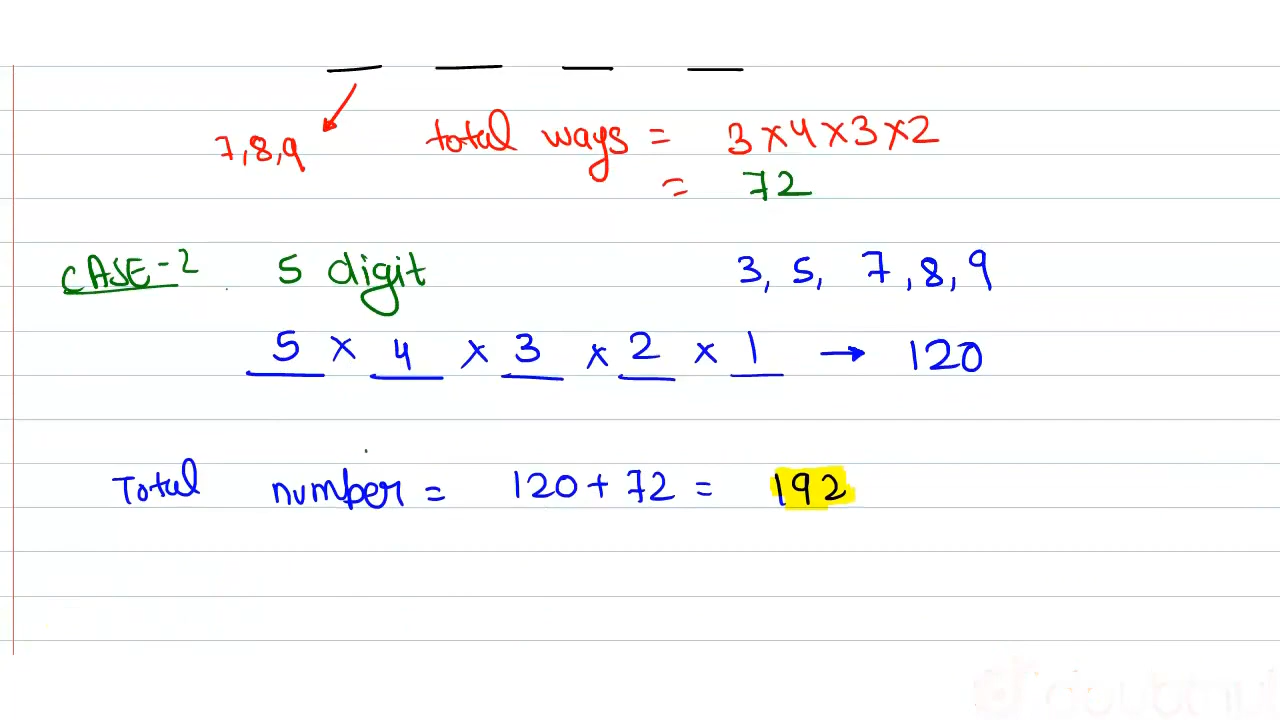 7,8,9 total ways = 3×4×3×2
= 72
CASE-2 5 digit 3, 5, 7, 8, 9
5 × 4 × 3 × 2 × 1 → 120
Total number = 120 + 72 = 192